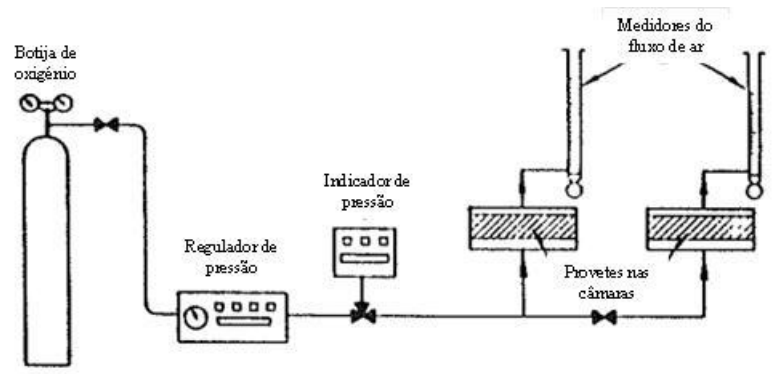 Medidores do
fluxo de ar
Botija de
oxigénio
Indicador de
pressão
Regulador de
pressão
Provetes nas
câmaras